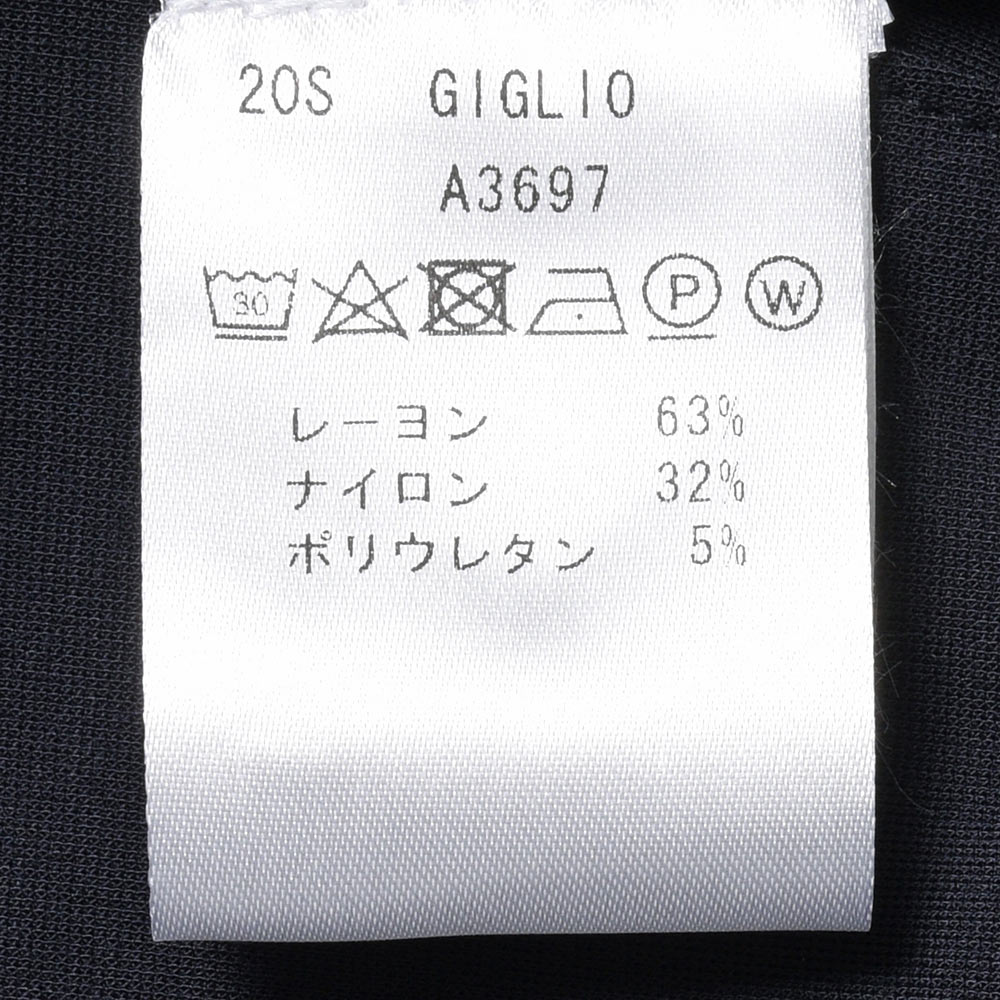 20S GIGLIO
A3697
30 P W
レーヨン 63%
ナイロン 32%
ポリウレタン 5%